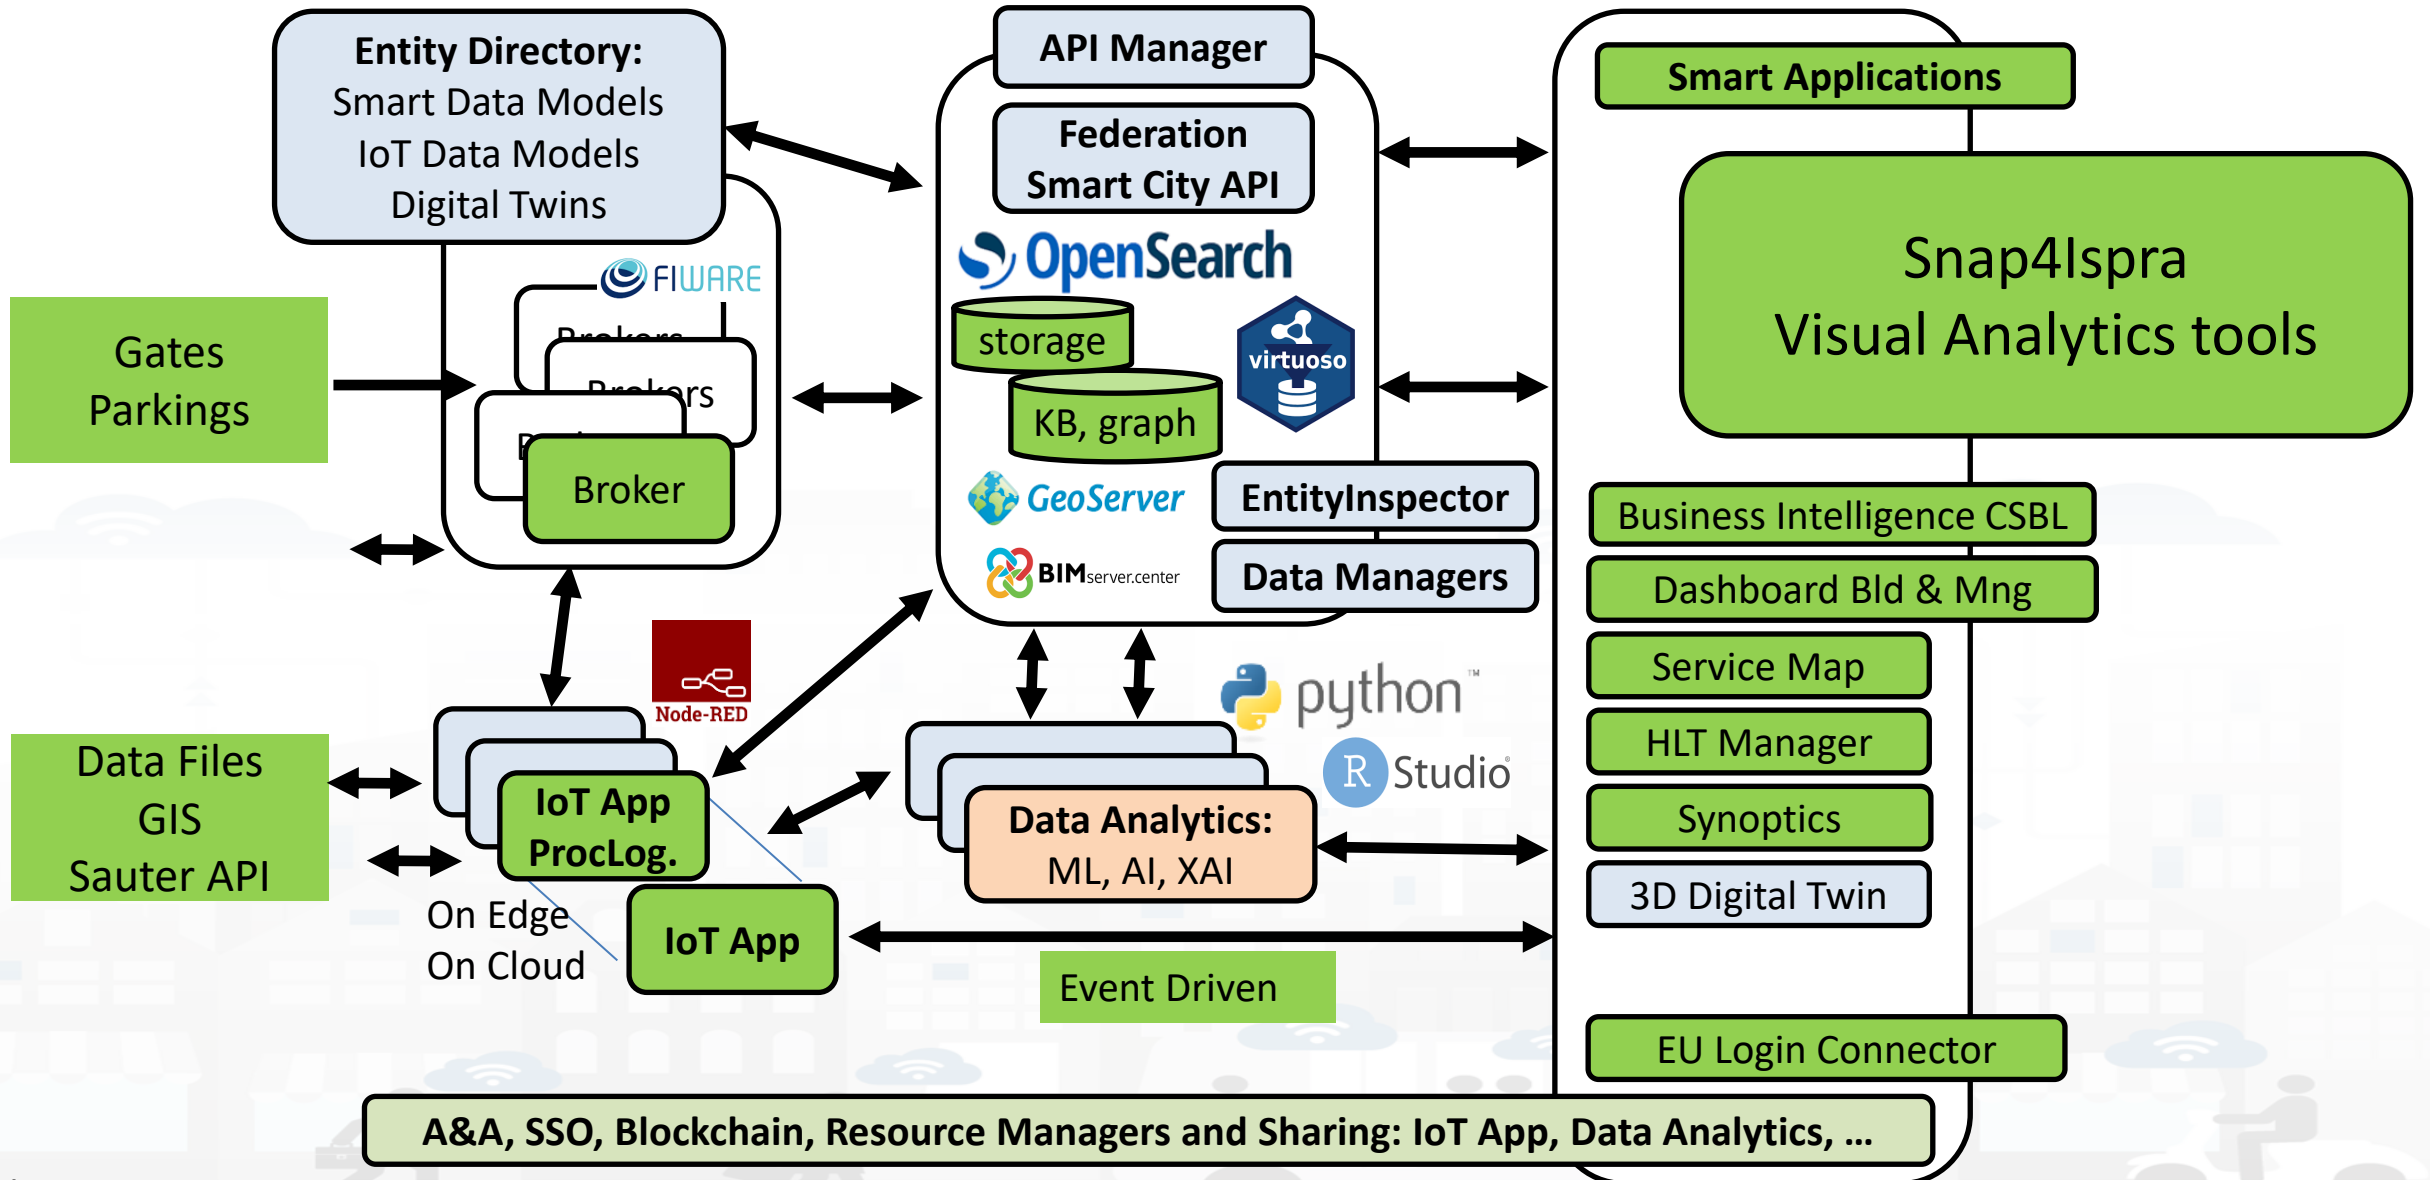 Entity Directory:
Smart Data Models
IoT Data Models
Digital Twins
FIWARE
Brokers
Brokers
Broker
Gates
Parkings
Data Files
GIS
Sauter API
Node-RED
IoT App
ProcLog.
On Edge
On Cloud
IoT App
API Manager
Federation
Smart City API
OpenSearch
storage
virtuoso
KB, graph
GeoServer
EntityInspector
BIMserver.center
Data Managers
python™
R Studio®
Data Analytics:
ML, AI, XAI
Event Driven
Smart Applications
Snap4Ispra
Visual Analytics tools
Business Intelligence CSBL
Dashboard Bld & Mng
Service Map
HLT Manager
Synoptics
3D Digital Twin
EU Login Connector
A&A, SSO, Blockchain, Resource Managers and Sharing: IoT App, Data Analytics, ...